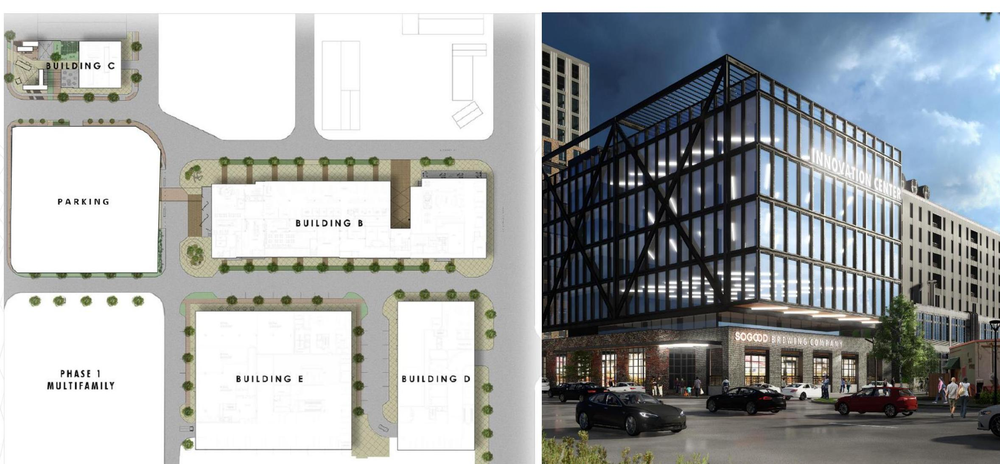 BUILDING C
PARKING
BUILDING B
PHASE 1
MULTIFAMILY
BUILDING E
BUILDING D
INNOVATION CENTER
SOGOOD BREWING COMPANY